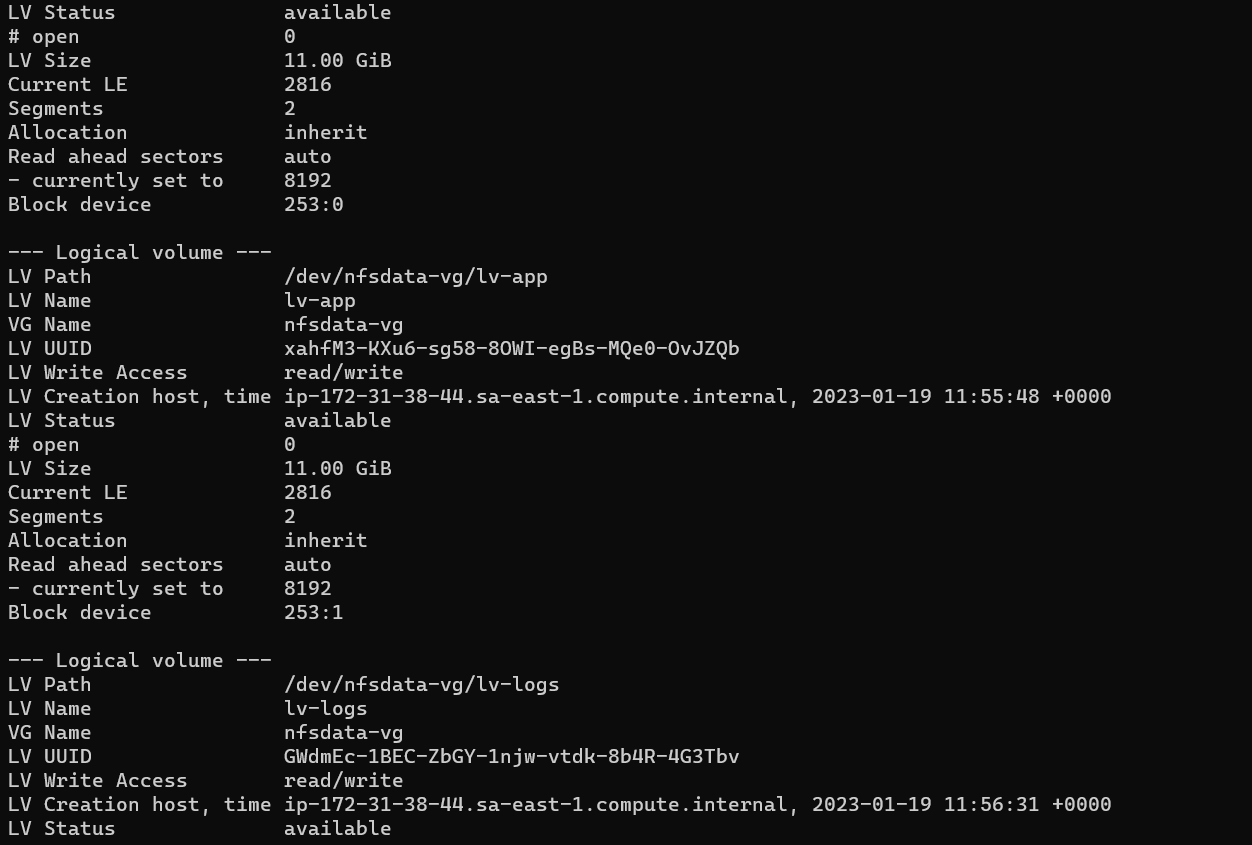 LV Status              available
# open                 0
LV Size                11.00 GiB
Current LE             2816
Segments               2
Allocation             inherit
Read ahead sectors     auto
- currently set to     8192
Block device           253:0

--- Logical volume ---
LV Path                /dev/nfsdata-vg/lv-app
LV Name                lv-app
VG Name                nfsdata-vg
LV UUID                xahfM3-KXu6-sg58-8OWI-egBs-MQe0-OvJZQb
LV Write Access        read/write
LV Creation host, time ip-172-31-38-44.sa-east-1.compute.internal, 2023-01-19 11:55:48 +0000
LV Status              available
# open                 0
LV Size                11.00 GiB
Current LE             2816
Segments               2
Allocation             inherit
Read ahead sectors     auto
- currently set to     8192
Block device           253:1

--- Logical volume ---
LV Path                /dev/nfsdata-vg/lv-logs
LV Name                lv-logs
VG Name                nfsdata-vg
LV UUID                GWdmEc-1BEC-ZbGY-1njw-vtdk-8b4R-4G3Tbv
LV Write Access        read/write
LV Creation host, time ip-172-31-38-44.sa-east-1.compute.internal, 2023-01-19 11:56:31 +0000
LV Status              available